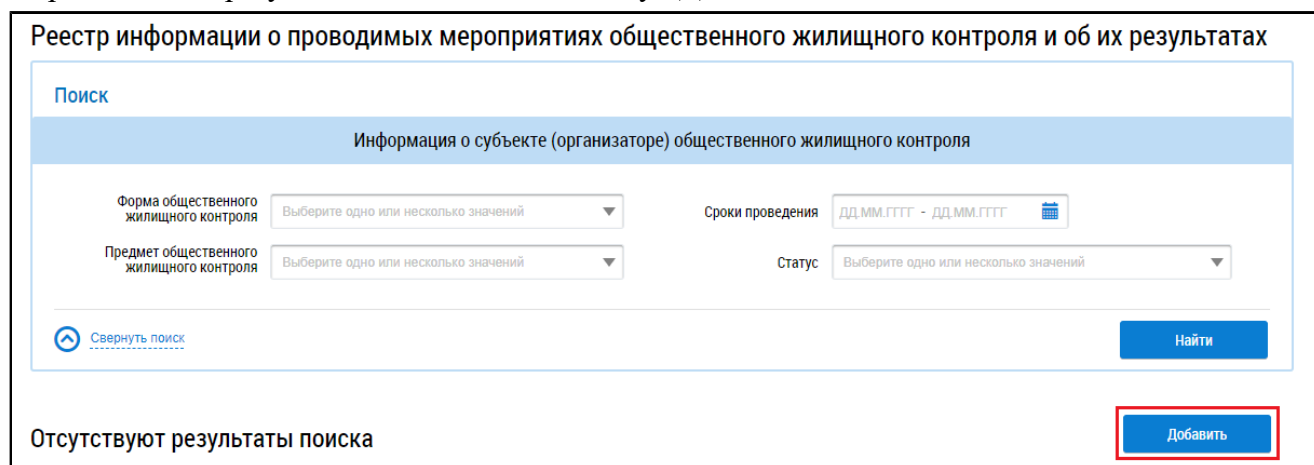 Реестр информации о проводимых мероприятиях общественного жилищного контроля и об их результатах
Поиск
Информация о субъекте (организаторе) общественного жилищного контроля
Форма общественного
жилищного контроля
Выберите одно или несколько значений
Сроки проведения
ДД.ММ.ГГГГ - ДД.ММ.ГГГГ
Предмет общественного
жилищного контроля
Выберите одно или несколько значений
Статус
Выберите одно или несколько значений
Свернуть поиск
Найти
Отсутствуют результаты поиска
Добавить